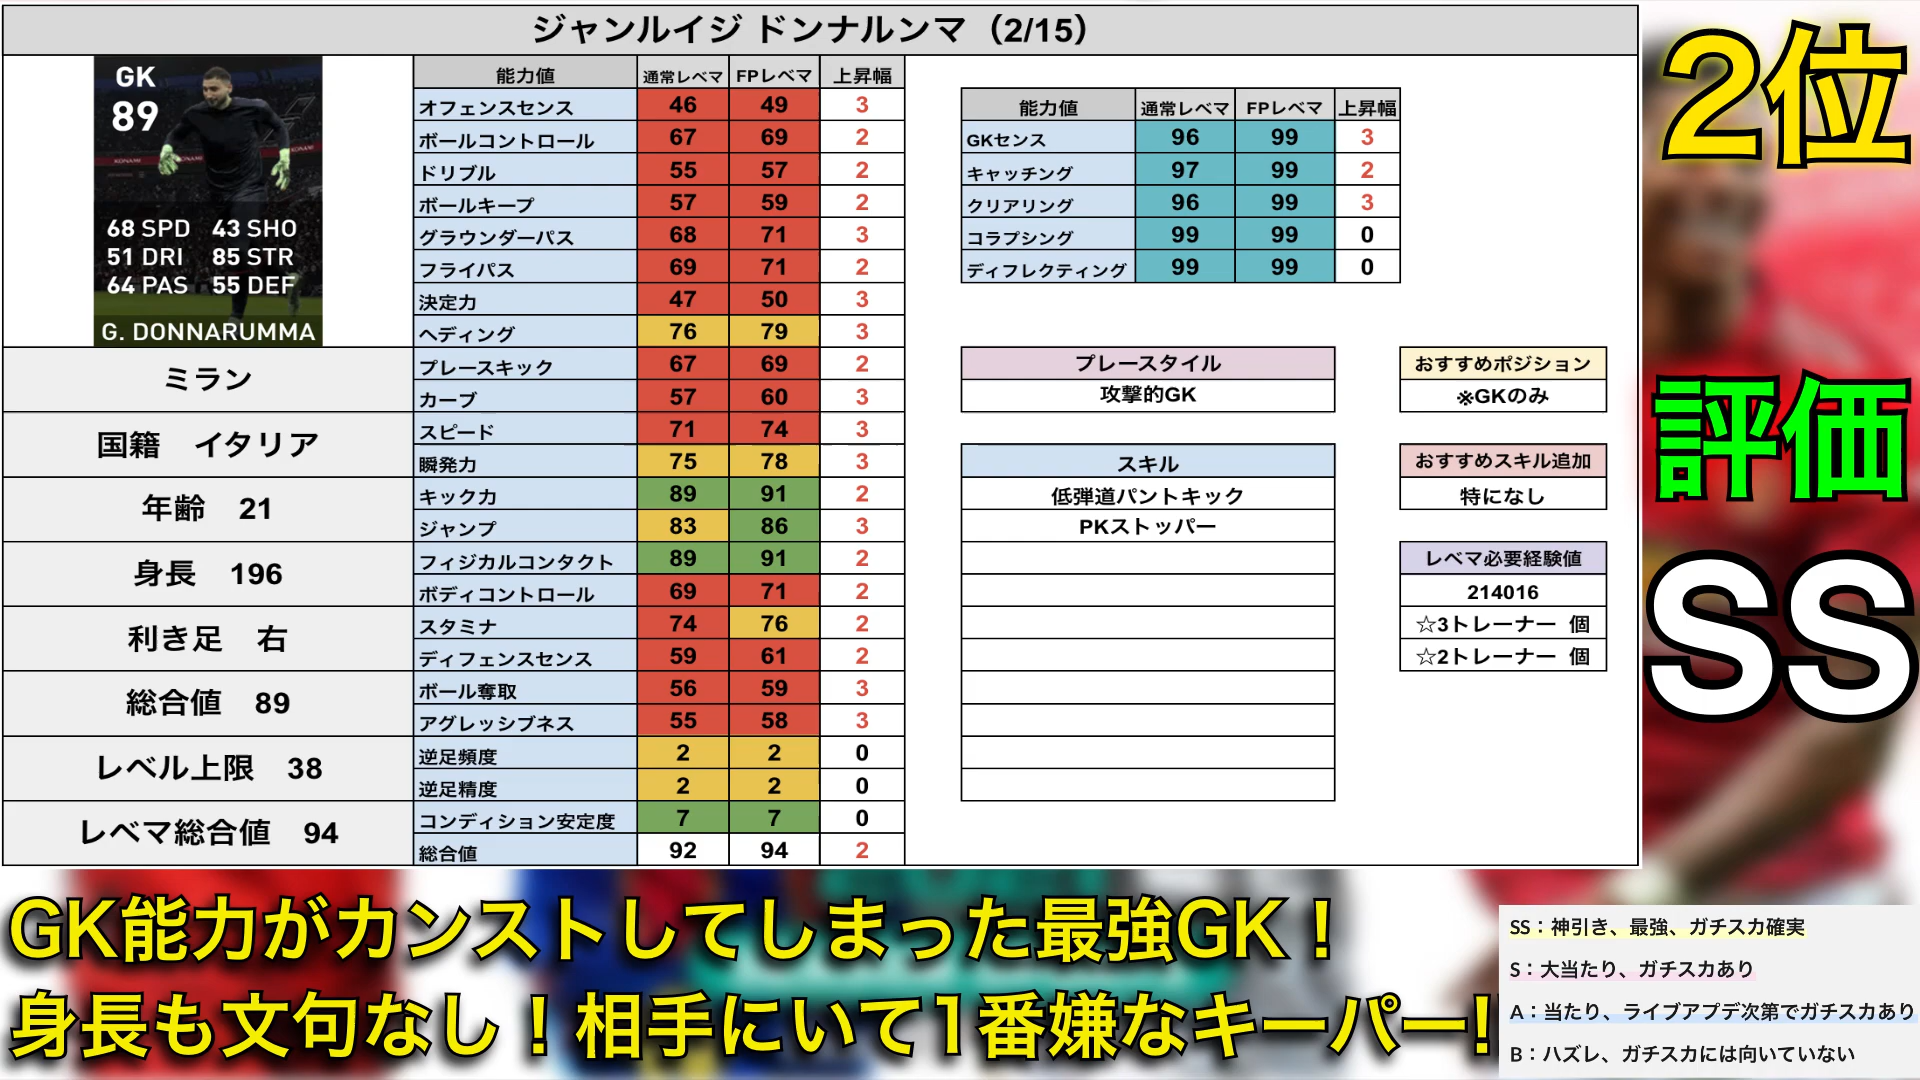 ジャンルイジ ドンナルンマ（2/15）
GK
89
68 SPD 43 SHO
51 DRI 85 STR
64 PAS 55 DEF
G. DONNARUMMA
ミラン
国籍　イタリア
年齢　21
身長　196
利き足　右
総合値　89
レベル上限　38
レベマ総合値　94
能力値 通常レベマ FPレベマ 上昇幅
オフェンスセンス 46 49 3
ボールコントロール 67 69 2
ドリブル 55 57 2
ボールキープ 57 59 2
グラウンダーパス 68 71 3
フライパス 69 71 2
決定力 47 50 3
ヘディング 76 79 3
プレースキック 67 69 2
カーブ 57 60 3
スピード 71 74 3
瞬発力 75 78 3
キック力 89 91 2
ジャンプ 83 86 3
フィジカルコンタクト 89 91 2
ボディコントロール 69 71 2
スタミナ 74 76 2
ディフェンスセンス 59 61 2
ボール奪取 56 59 3
アグレッシブネス 55 58 3
逆足頻度 2 2 0
逆足精度 2 2 0
コンディション安定度 7 7 0
総合値 92 94 2
能力値 通常レベマ FPレベマ 上昇幅
GKセンス 96 99 3
キャッチング 97 99 2
クリアリング 96 99 3
コラプシング 99 99 0
ディフレクティング 99 99 0
プレースタイル
攻撃的GK
スキル
低弾道パントキック
PKストッパー
おすすめポジション
※GKのみ
おすすめスキル追加
特になし
レベマ必要経験値
214016
☆3トレーナー 個
☆2トレーナー 個
2位
評価
SS
GK能力がカンストしてしまった最強GK！
身長も文句なし！相手にいて1番嫌なキーパー!
SS：神引き、最強、ガチスカ確実
S：大当たり、ガチスカあり
A：当たり、ライブアプデ次第でガチスカあり
B：ハズレ、ガチスカには向いていない